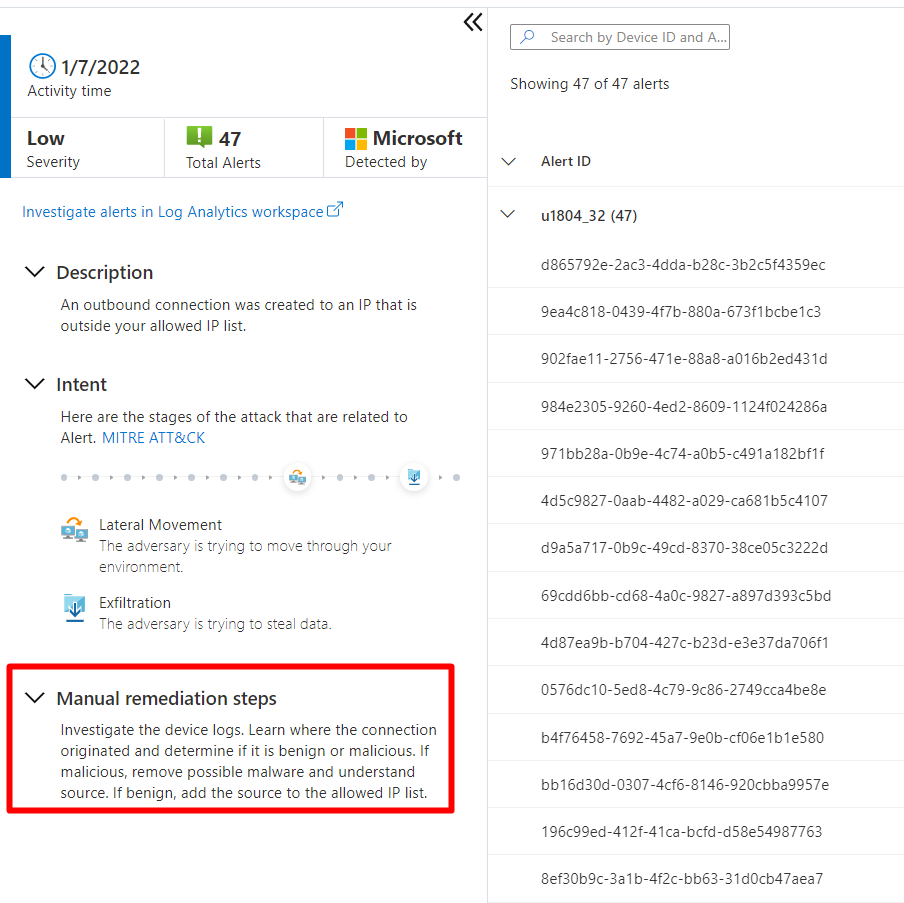 1/7/2022
Activity time
Low
Severity
47
Total Alerts
Microsoft
Detected by
Investigate alerts in Log Analytics workspace
Description
An outbound connection was created to an IP that is
outside your allowed IP list.
Intent
Here are the stages of the attack that are related to
Alert. MITRE ATT&CK
Lateral Movement
The adversary is trying to move through your
environment.
Exfiltration
The adversary is trying to steal data.
Manual remediation steps
Investigate the device logs. Learn where the connection
originated and determine if it is benign or malicious. If
malicious, remove possible malware and understand
source. If benign, add the source to the allowed IP list.
Search by Device ID and A...
Showing 47 of 47 alerts
Alert ID
u1804_32 (47)
d865792e-2ac3-4dda-b28c-3b2c5f4359ec
9ea4c818-0439-4f7b-880a-673f1bcbe1c3
902fae11-2756-471e-88a8-a016b2ed431d
984e2305-9260-4ed2-8609-1124f024286a
971bb28a-0b9e-4c74-a0b5-c491a182bf1f
4d5c9827-0aab-4482-a029-ca681b5c4107
d9a5a717-0b9c-49cd-8370-38ce05c3222d
69cdd6bb-cd68-4a0c-9827-a897d393c5bd
4d87ea9b-b704-427c-b23d-e3e37da706f1
0576dc10-5ed8-4c79-9c86-2749cca4be8e
b4f76458-7692-45a7-9e0b-cf06e1b1e580
bb16d30d-0307-4cf6-8146-920cbba9957e
196c99ed-412f-41ca-bcfd-d58e54987763
8ef30b9c-3a1b-4f2c-bb63-31d0cb47aea7